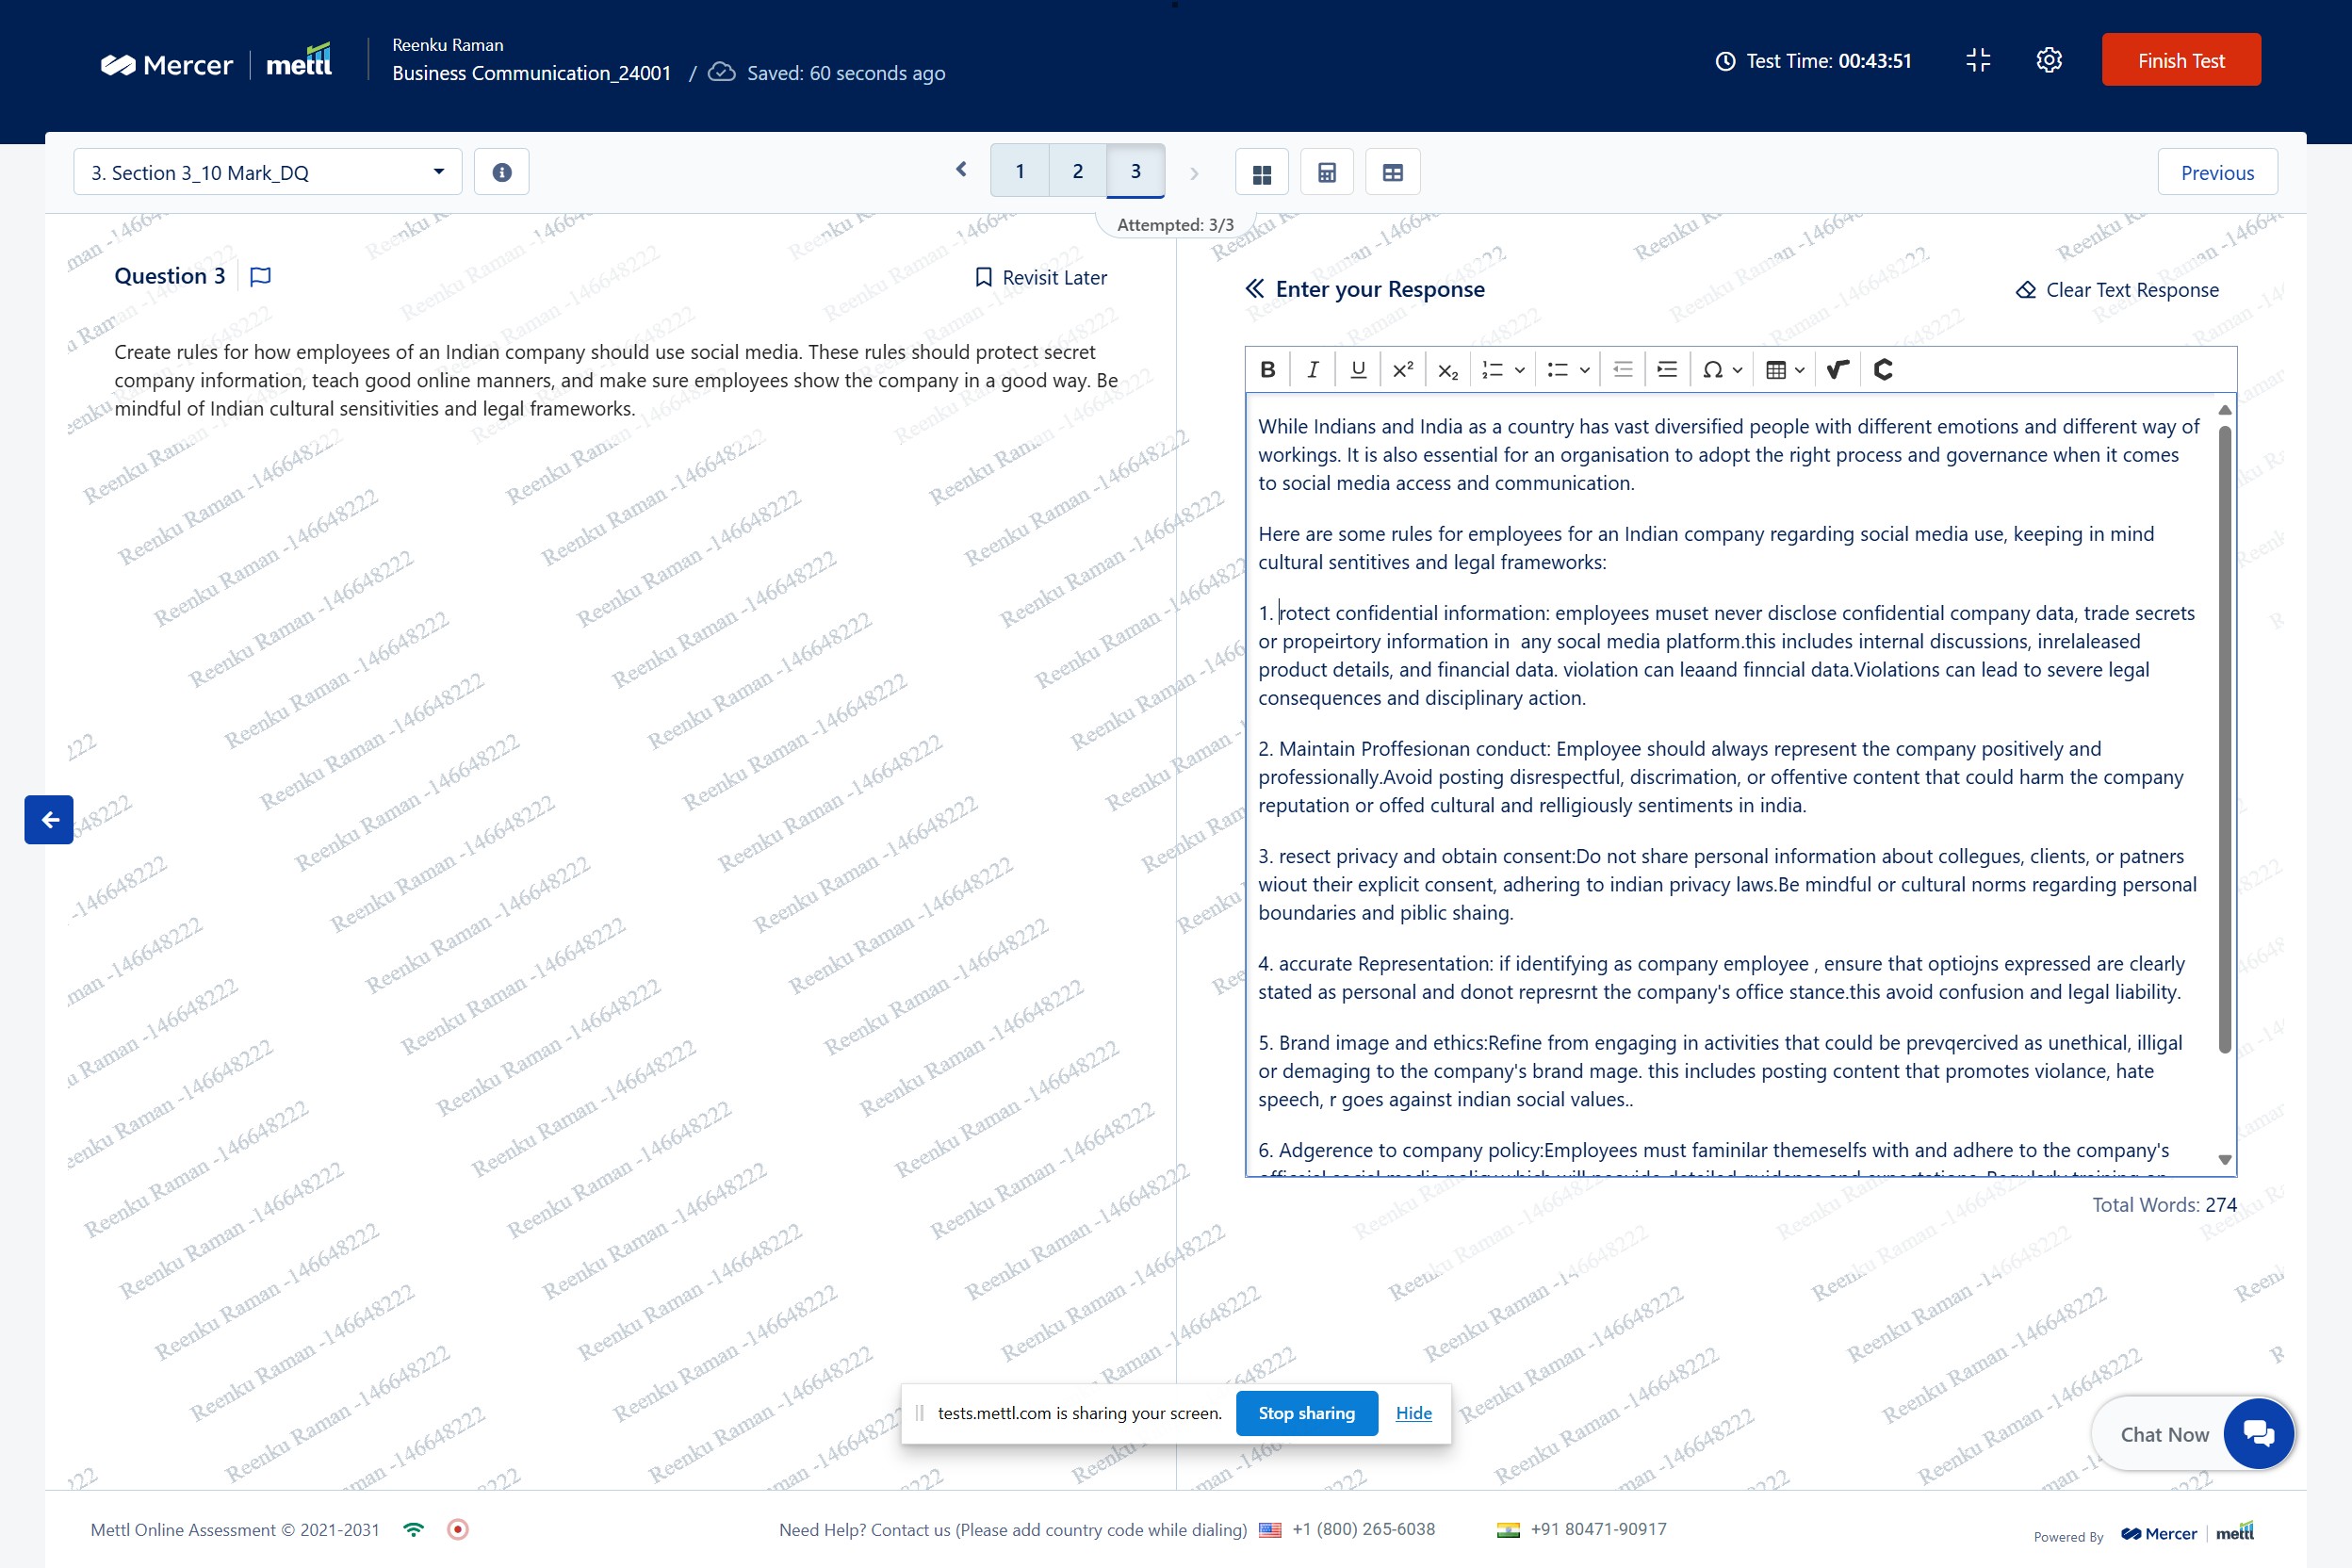 Mercer | mettl
Reenku Raman
Business Communication_24001 / Saved: 60 seconds ago
Test Time: 00:43:51
Finish Test
3. Section 3_10 Mark_DQ
1 2 3
Previous
Attempted: 3/3
Question 3
Revisit Later
Create rules for how employees of an Indian company should use social media. These rules should protect secret
company information, teach good online manners, and make sure employees show the company in a good way. Be
mindful of Indian cultural sensitivities and legal frameworks.
Enter your Response
Clear Text Response
B I U x² x₂ Ω
While Indians and India as a country has vast diversified people with different emotions and different way of
workings. It is also essential for an organisation to adopt the right process and governance when it comes
to social media access and communication.
Here are some rules for employees for an Indian company regarding social media use, keeping in mind
cultural sentitives and legal frameworks:
1. rotect confidential information: employees muset never disclose confidential company data, trade secrets
or propeirtory information in  any socal media platform.this includes internal discussions, inrelaleased
product details, and financial data. violation can leaand finncial data.Violations can lead to severe legal
consequences and disciplinary action.
2. Maintain Proffesionan conduct: Employee should always represent the company positively and
professionally.Avoid posting disrespectful, discrimation, or offentive content that could harm the company
reputation or offed cultural and relligiously sentiments in india.
3. resect privacy and obtain consent:Do not share personal information about collegues, clients, or patners
wiout their explicit consent, adhering to indian privacy laws.Be mindful or cultural norms regarding personal
boundaries and piblic shaing.
4. accurate Representation: if identifying as company employee , ensure that optiojns expressed are clearly
stated as personal and donot represrnt the company's office stance.this avoid confusion and legal liability.
5. Brand image and ethics:Refine from engaging in activities that could be prevqercived as unethical, illigal
or demaging to the company's brand mage. this includes posting content that promotes violance, hate
speech, r goes against indian social values..
6. Adgerence to company policy:Employees must faminilar themeselfs with and adhere to the company's
Total Words: 274
Reenku Raman -146648222
tests.mettl.com is sharing your screen.
Stop sharing
Hide
Chat Now
Mettl Online Assessment © 2021-2031
Need Help? Contact us (Please add country code while dialing) +1 (800) 265-6038 +91 80471-90917
Powered By Mercer | mettl